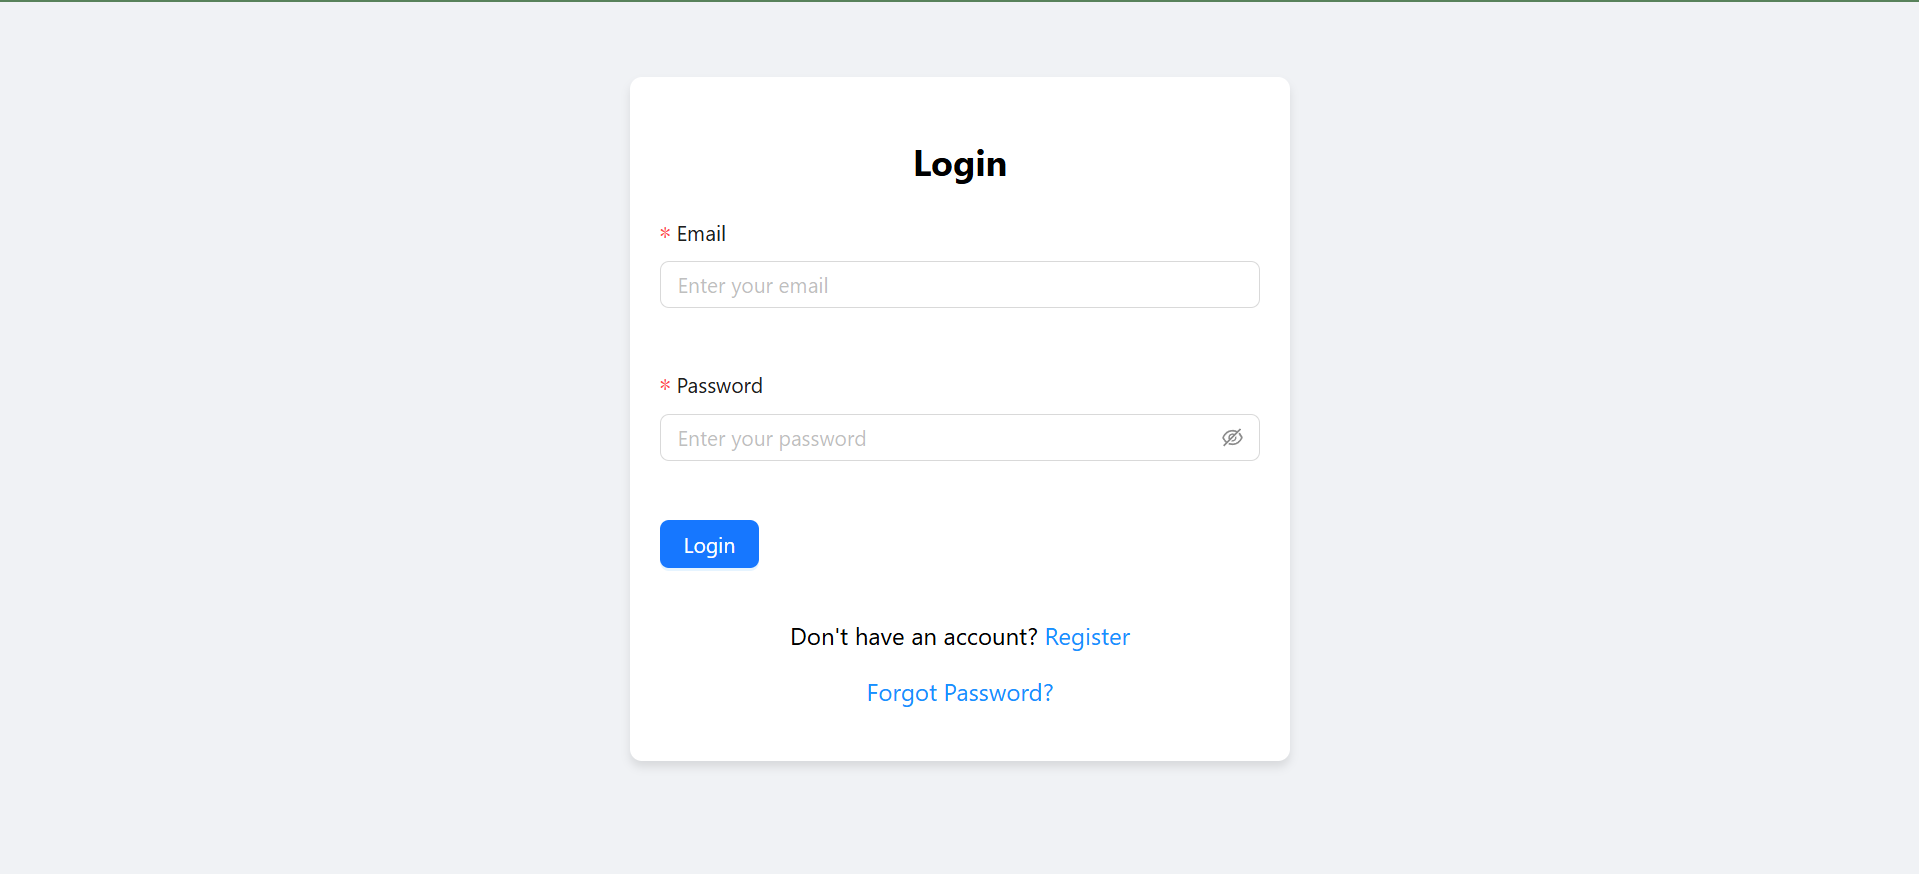 Login
* Email
Enter your email
* Password
Enter your password
Login
Don't have an account? Register
Forgot Password?